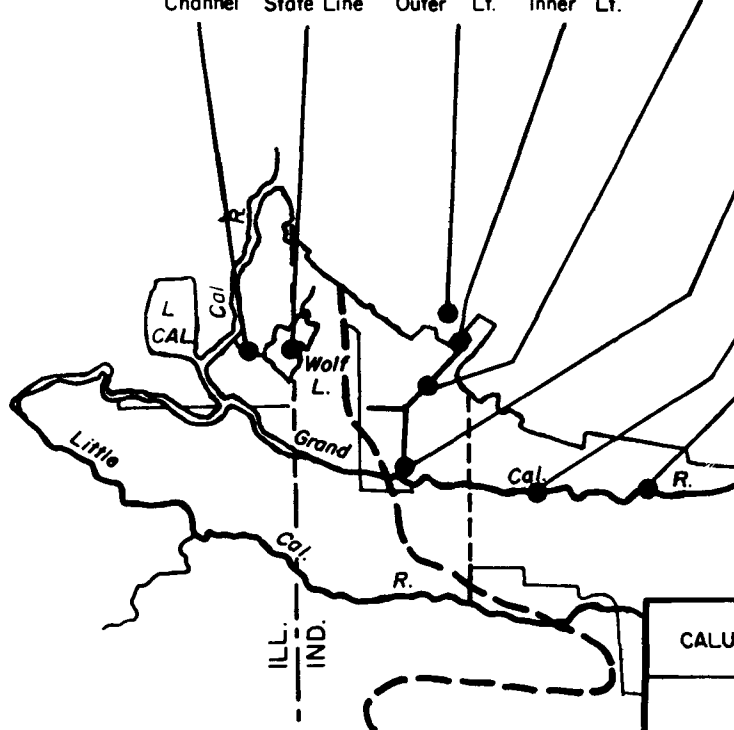 Channel State Line Outer Lt. Inner Lt.
Cal R.
L CAL
Wolf
L.
Grand Cal. R.
Little Cal. R.
ILL. IND.
CALU